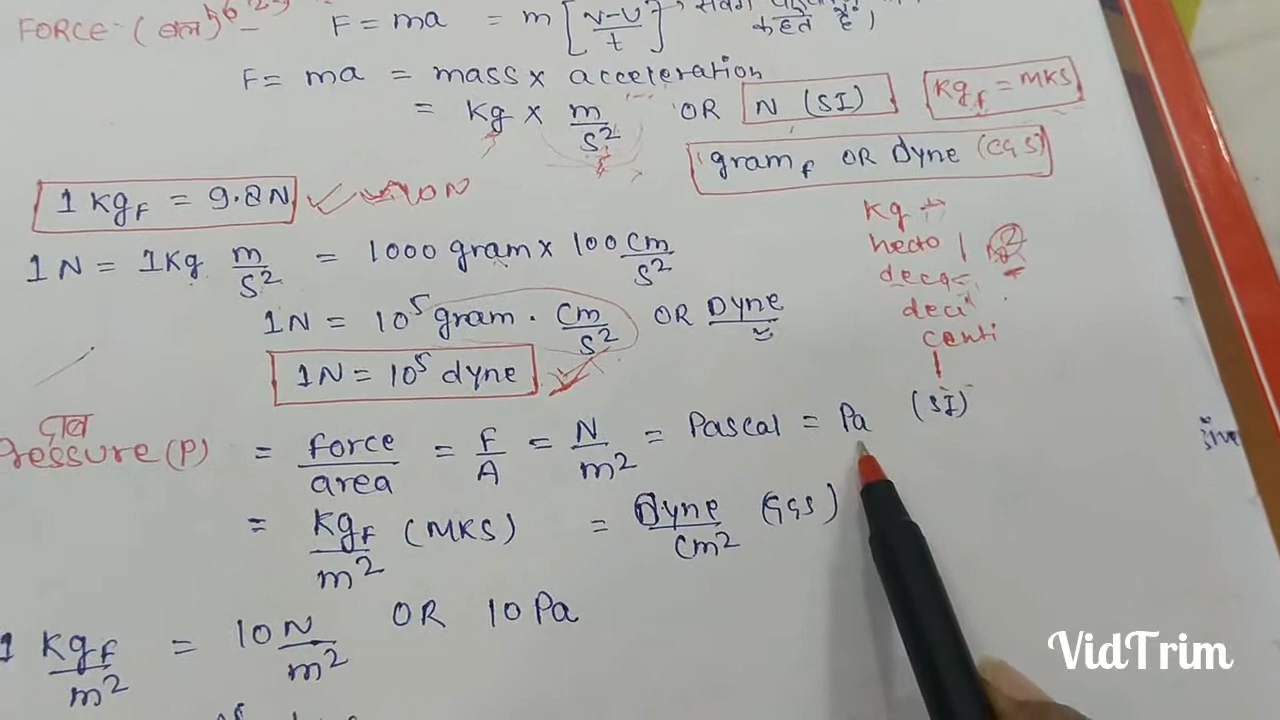 FORCE- (बल) F = ma = m [v-u/t],
कहते हैं।
F = ma = mass x acceleration
= kg x m/s² OR N (SI) kgf = MKS
gramf OR Dyne (CGS)
1 kgF = 9.8N ION
kg
1N = 1Kg m/s² = 1000 gram x 100 cm/s²
hecto
deca
deci
centi
1N = 10⁵ gram . cm/s² OR Dyne
1N = 10⁵ dyne
दाब
Pressure (P) = force/area = F/A = N/m² = Pascal = Pa (SI)
= kgF/m² (MKS) = Dyne/cm² (CGS)
1 kgF/m² = 10 N/m² OR 10 Pa
VidTrim